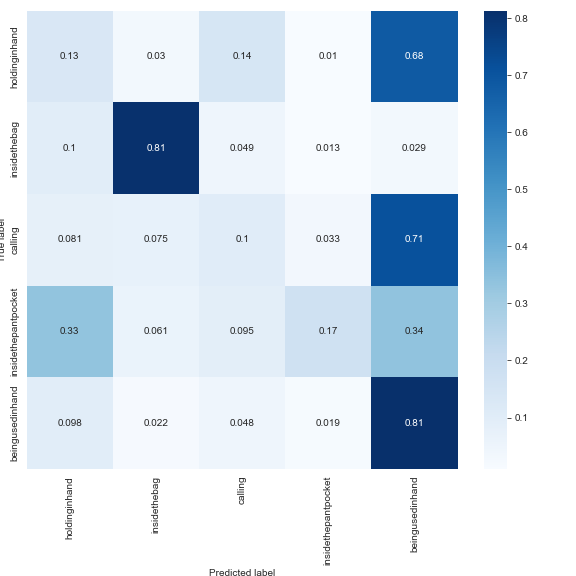 holdinginhand 0.13 0.03 0.14 0.01 0.68
insidethebag 0.1 0.81 0.049 0.013 0.029
calling 0.081 0.075 0.1 0.033 0.71
insidethepantpocket 0.33 0.061 0.095 0.17 0.34
beingusedinhand 0.098 0.022 0.048 0.019 0.81
True label
holdinginhand
insidethebag
calling
insidethepantpocket
beingusedinhand
Predicted label
0.8
0.7
0.6
0.5
0.4
0.3
0.2
0.1